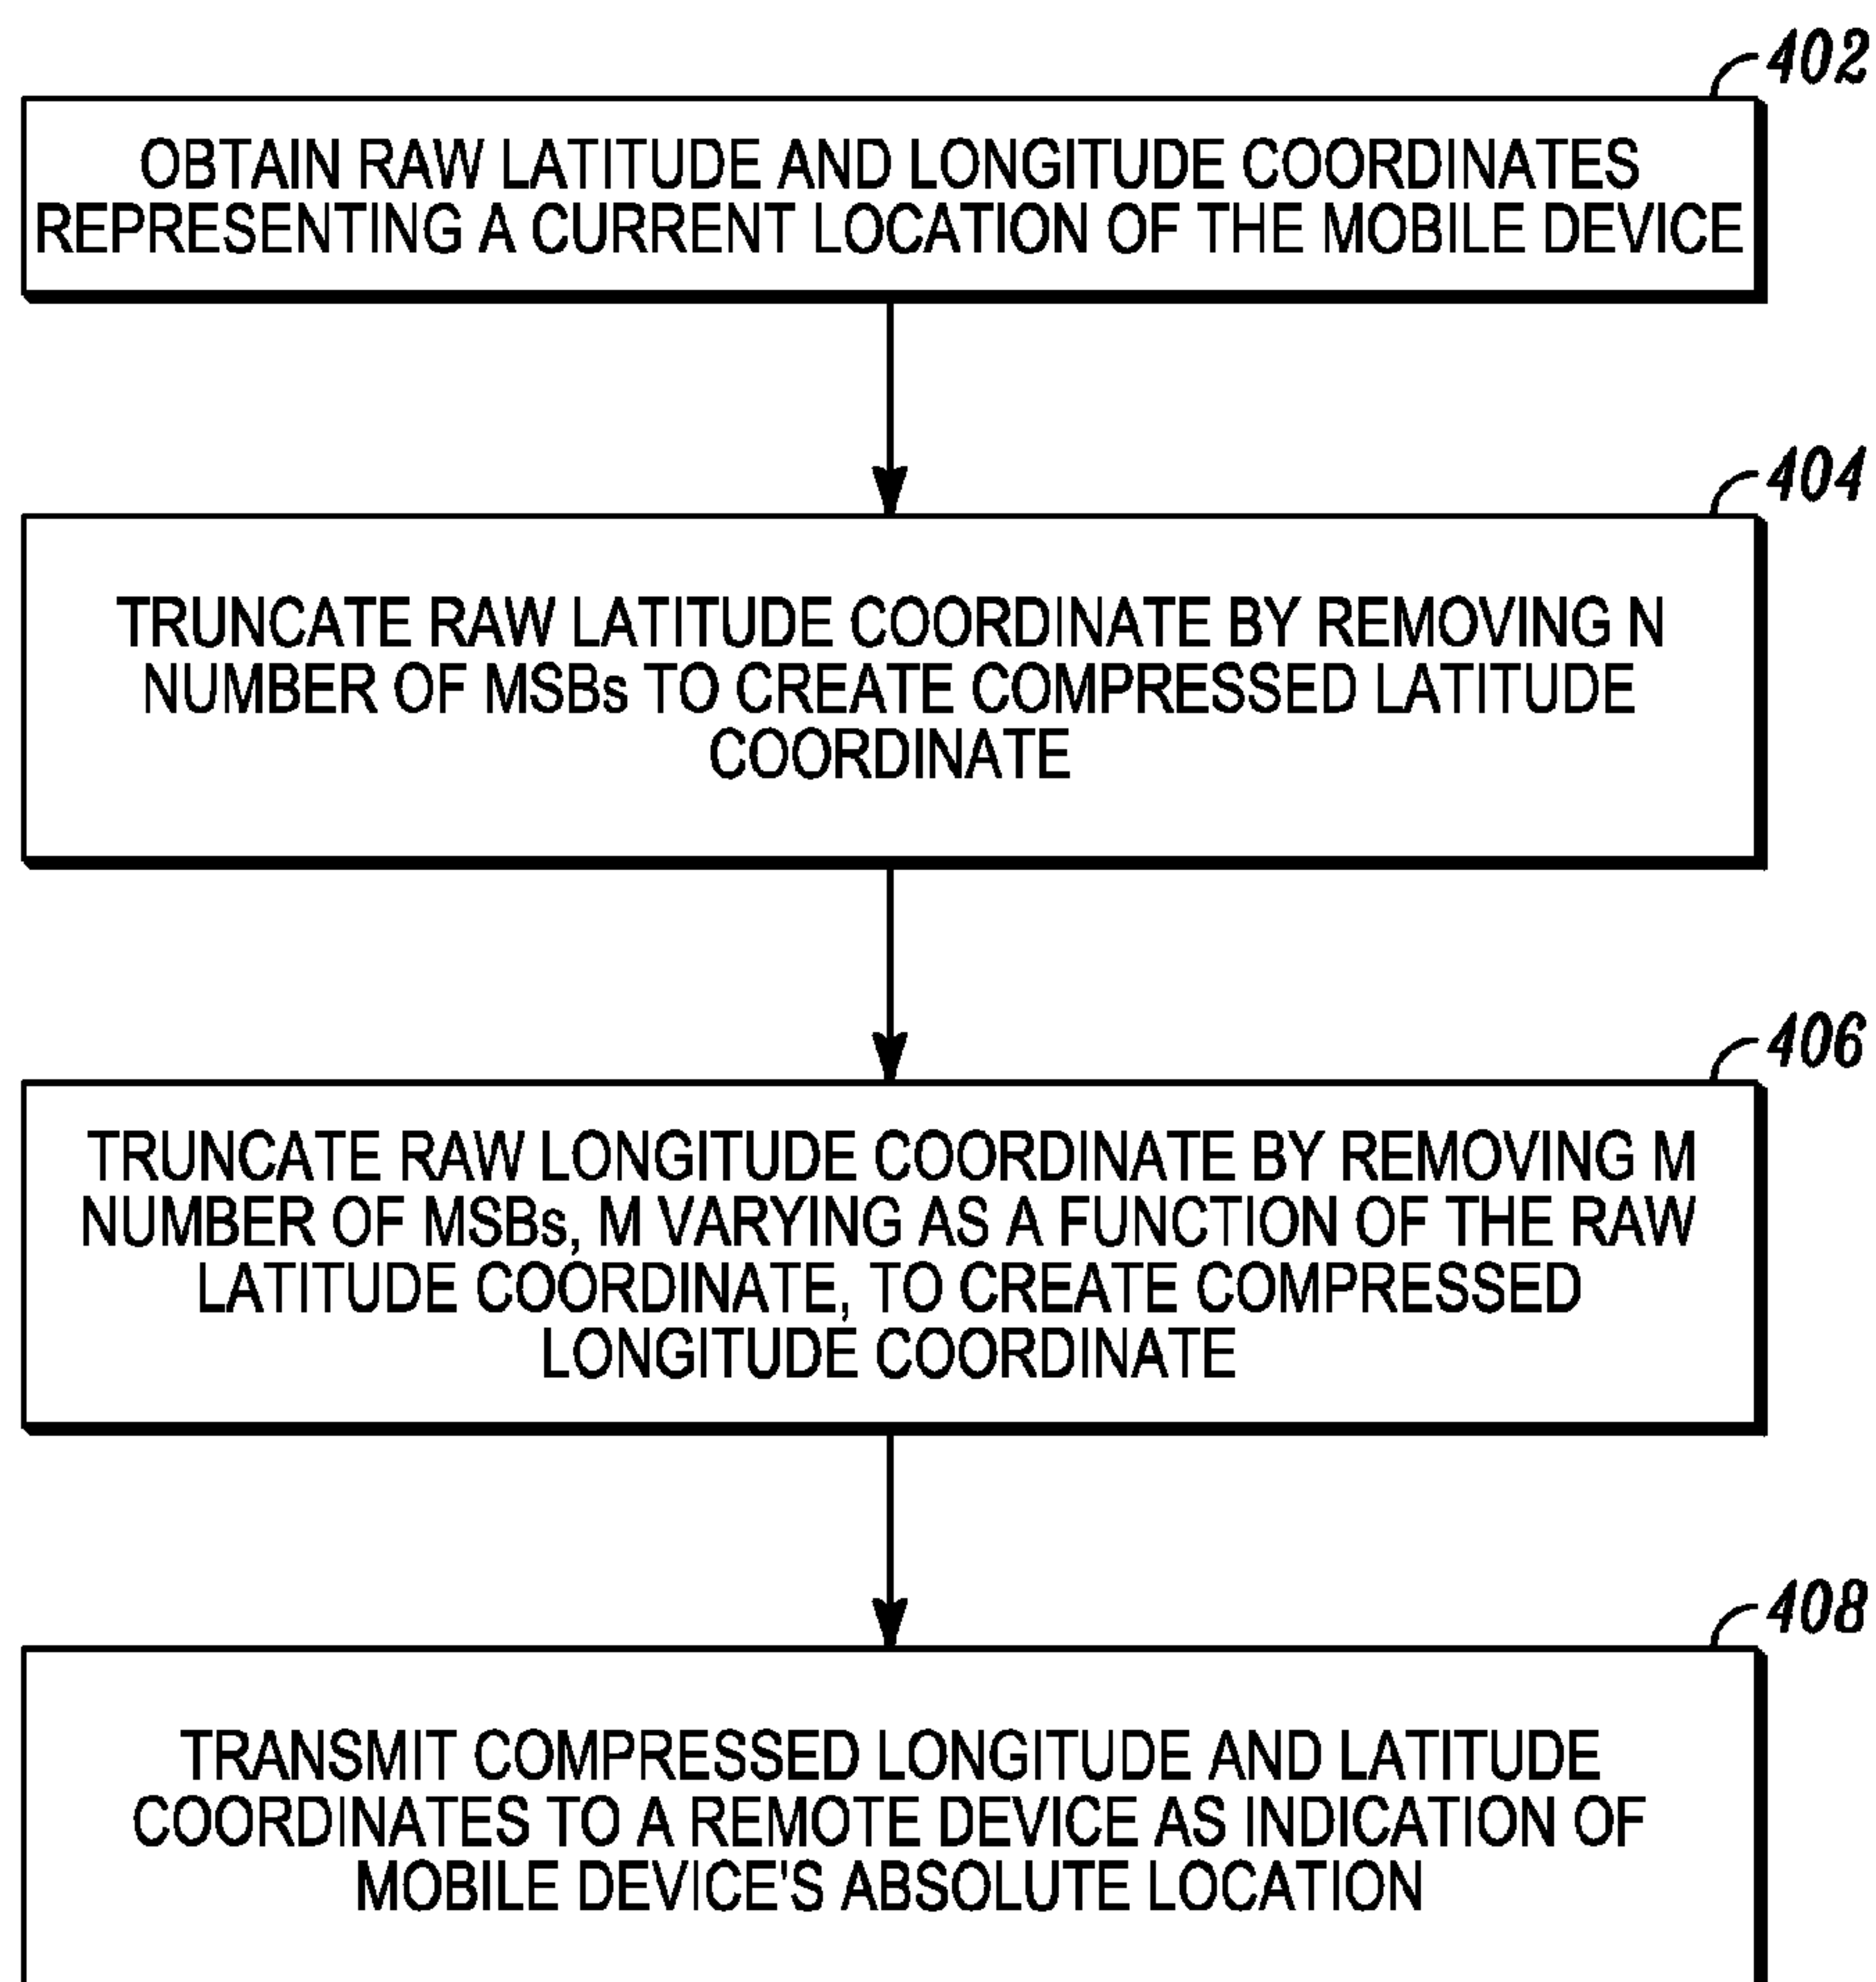 402
OBTAIN RAW LATITUDE AND LONGITUDE COORDINATES
REPRESENTING A CURRENT LOCATION OF THE MOBILE DEVICE
404
TRUNCATE RAW LATITUDE COORDINATE BY REMOVING N
NUMBER OF MSBs TO CREATE COMPRESSED LATITUDE
COORDINATE
406
TRUNCATE RAW LONGITUDE COORDINATE BY REMOVING M
NUMBER OF MSBs, M VARYING AS A FUNCTION OF THE RAW
LATITUDE COORDINATE, TO CREATE COMPRESSED
LONGITUDE COORDINATE
408
TRANSMIT COMPRESSED LONGITUDE AND LATITUDE
COORDINATES TO A REMOTE DEVICE AS INDICATION OF
MOBILE DEVICE'S ABSOLUTE LOCATION